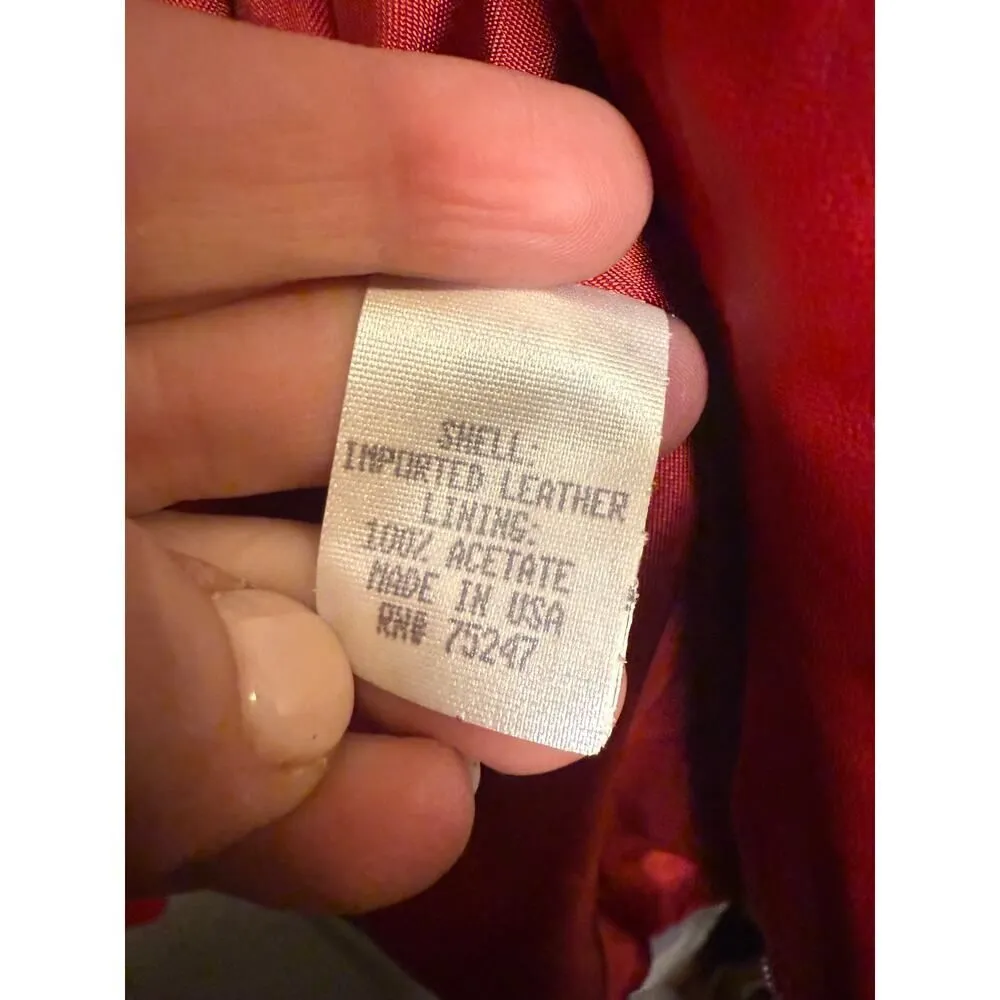 SHELL:
IMPORTED LEATHER
LINING:
100% ACETATE
MADE IN USA
RN# 75247